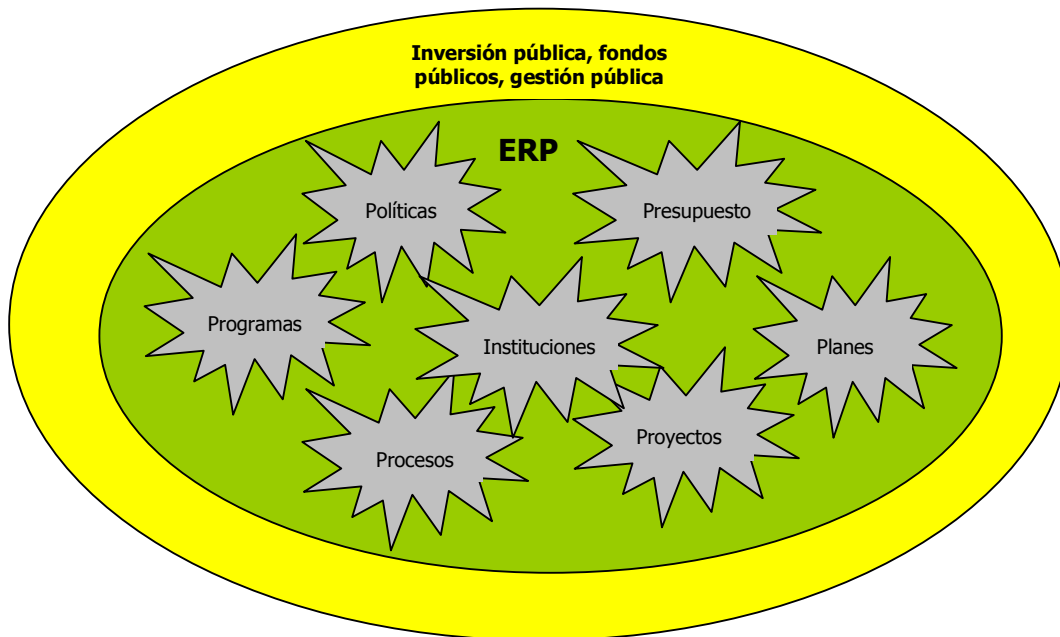 Inversión pública, fondos
públicos, gestión pública
ERP
Políticas
Presupuesto
Programas
Instituciones
Planes
Procesos
Proyectos